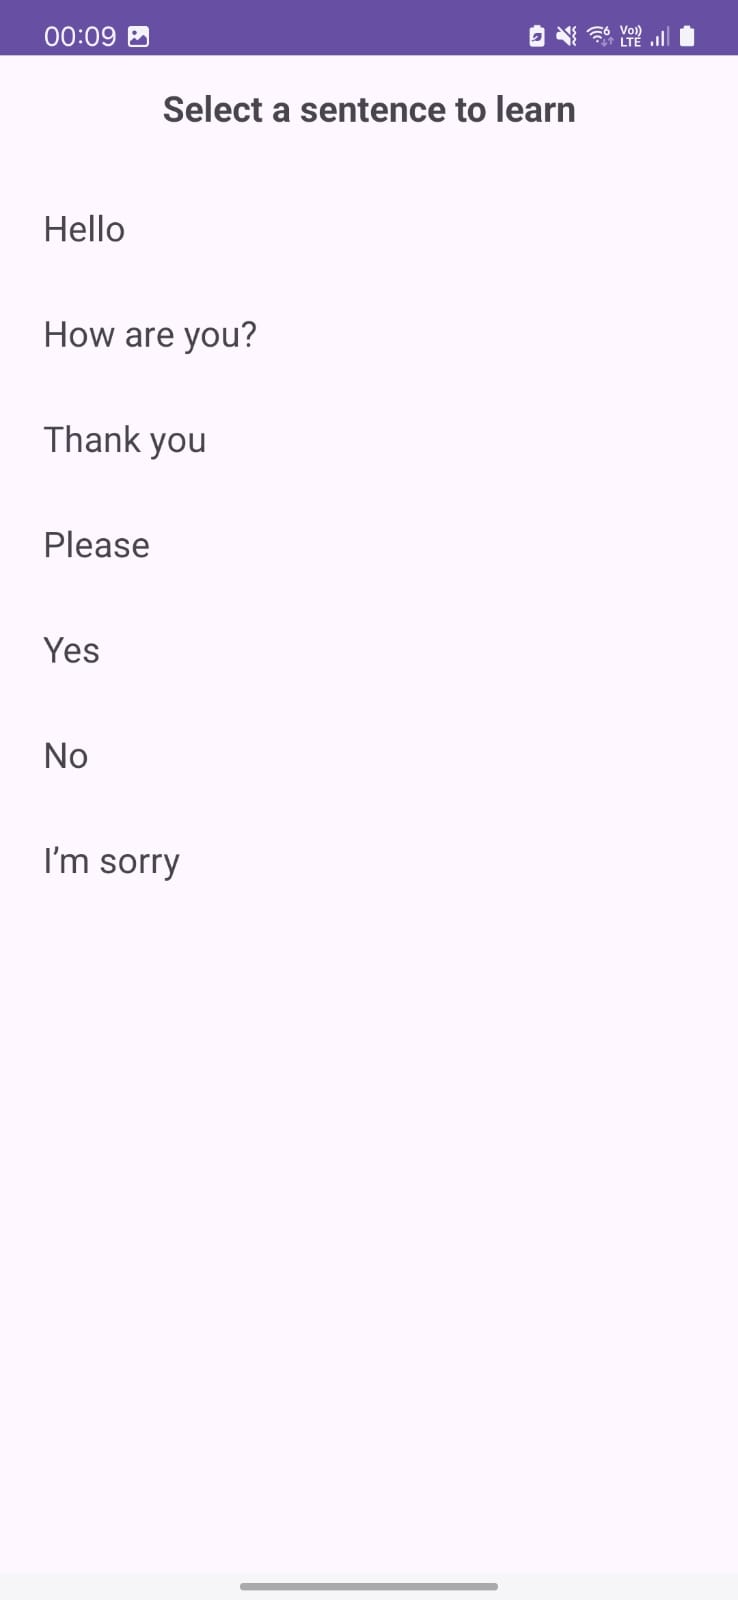 00:09
Vo))
LTE
Select a sentence to learn
Hello
How are you?
Thank you
Please
Yes
No
I’m sorry